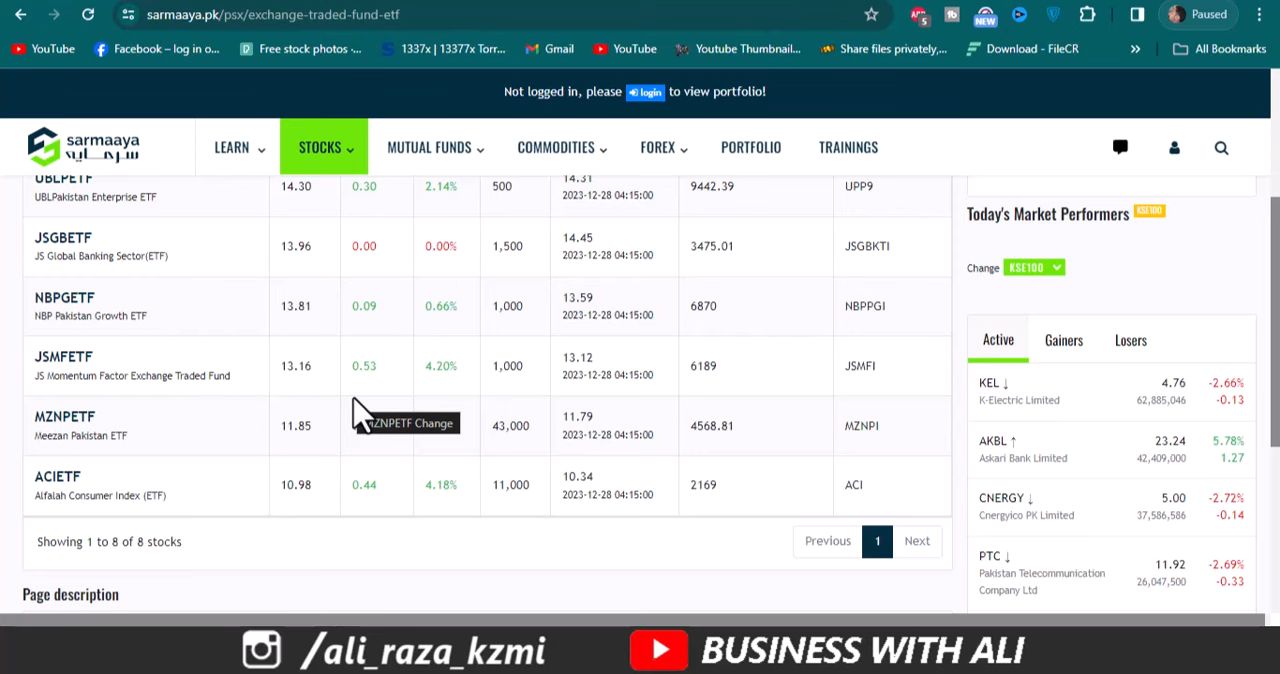 sarmaaya.pk/psx/exchange-traded-fund-etf
5
NEW
Paused
YouTube
Facebook – log in o...
Free stock photos ·...
1337x | 13377x Torr...
Gmail
YouTube
Youtube Thumbnail...
Share files privately,...
Download - FileCR
»
All Bookmarks
Not logged in, please login to view portfolio!
sarmaaya
سرمایہ
LEARN
STOCKS
MUTUAL FUNDS
COMMODITIES
FOREX
PORTFOLIO
TRAININGS
UBLPETF 14.30 0.30 2.14% 500 14.31 9442.39 UPP9
UBLPakistan Enterprise ETF 2023-12-28 04:15:00
JSGBETF 13.96 0.00 0.00% 1,500 14.45 3475.01 JSGBKTI
JS Global Banking Sector(ETF) 2023-12-28 04:15:00
NBPGETF 13.81 0.09 0.66% 1,000 13.59 6870 NBPPGI
NBP Pakistan Growth ETF 2023-12-28 04:15:00
JSMFETF 13.16 0.53 4.20% 1,000 13.12 6189 JSMFI
JS Momentum Factor Exchange Traded Fund 2023-12-28 04:15:00
MZNPETF 11.85 43,000 11.79 4568.81 MZNPI
Meezan Pakistan ETF 2023-12-28 04:15:00
MZNPETF Change
ACIETF 10.98 0.44 4.18% 11,000 10.34 2169 ACI
Alfalah Consumer Index (ETF) 2023-12-28 04:15:00
Showing 1 to 8 of 8 stocks
Previous 1 Next
Page description
Today's Market Performers KSE100
Change KSE100
Active Gainers Losers
KEL ↓ 4.76 -2.66%
K-Electric Limited 62,885,046 -0.13
AKBL ↑ 23.24 5.78%
Askari Bank Limited 42,409,000 1.27
CNERGY ↓ 5.00 -2.72%
Cnergyico PK Limited 37,586,586 -0.14
PTC ↓ 11.92 -2.69%
Pakistan Telecommunication Company Ltd 26,047,500 -0.33
/ali_raza_kzmi
BUSINESS WITH ALI